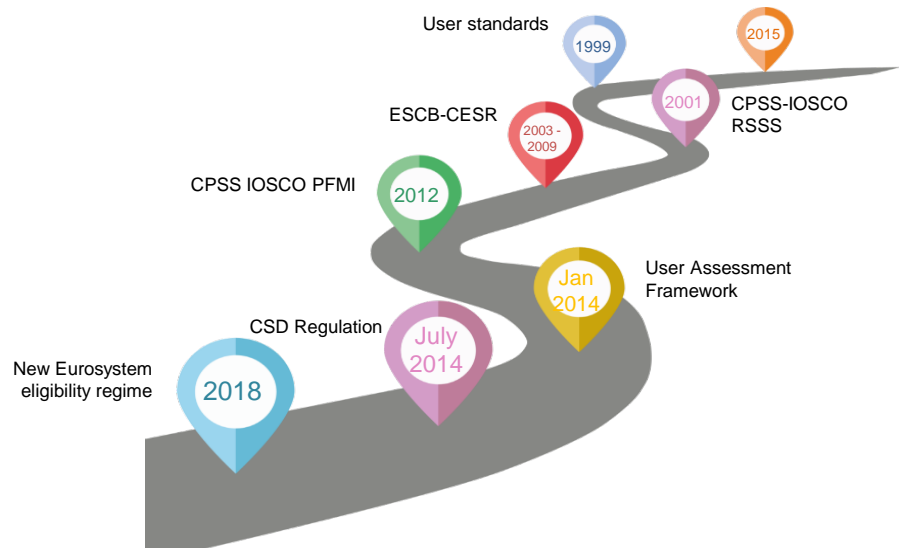 User standards
1999
2015
2001
CPSS-IOSCO
RSSS
ESCB-CESR
2003 -
2009
CPSS IOSCO PFMI
2012
Jan
2014
User Assessment
Framework
CSD Regulation
July
2014
New Eurosystem
eligibility regime
2018